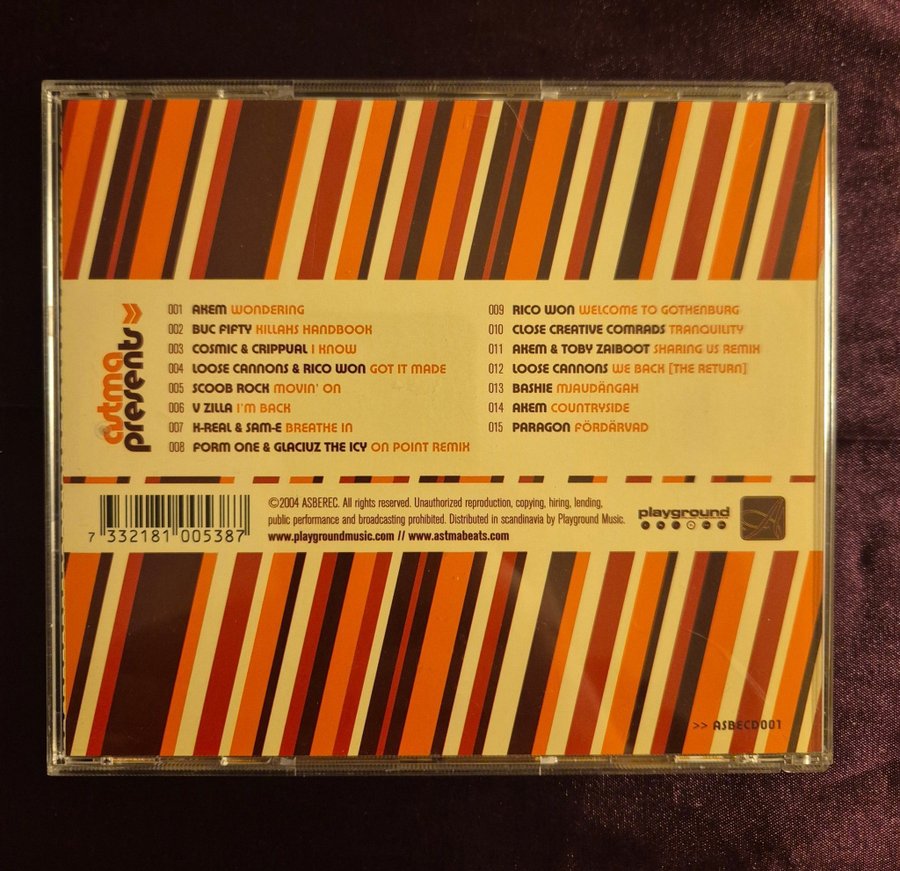 astma
presents
001 AKEM WONDERING
002 BUC FIFTY KILLAHS HANDBOOK
003 COSMIC & CRIPPUAL I KNOW
004 LOOSE CANNONS & RICO WON GOT IT MADE
005 SCOOB ROCK MOVIN' ON
006 V ZILLA I'M BACK
007 K-REAL & SAM-E BREATHE IN
008 FORM ONE & GLACIUZ THE ICY ON POINT REMIX
009 RICO WON WELCOME TO GOTHENBURG
010 CLOSE CREATIVE COMRADS TRANQUILITY
011 AKEM & TOBY ZAIBOOT SHARING US REMIX
012 LOOSE CANNONS WE BACK [THE RETURN]
013 BASHIE MJAUDÄNGAH
014 AKEM COUNTRYSIDE
015 PARAGON FÖRDÄRVAD
7 332181 005387
©2004 ASBEREC. All rights reserved. Unauthorized reproduction, copying, hiring, lending,
public performance and broadcasting prohibited. Distributed in scandinavia by Playground Music.
www.playgroundmusic.com // www.astmabeats.com
playground
>> ASBECD001